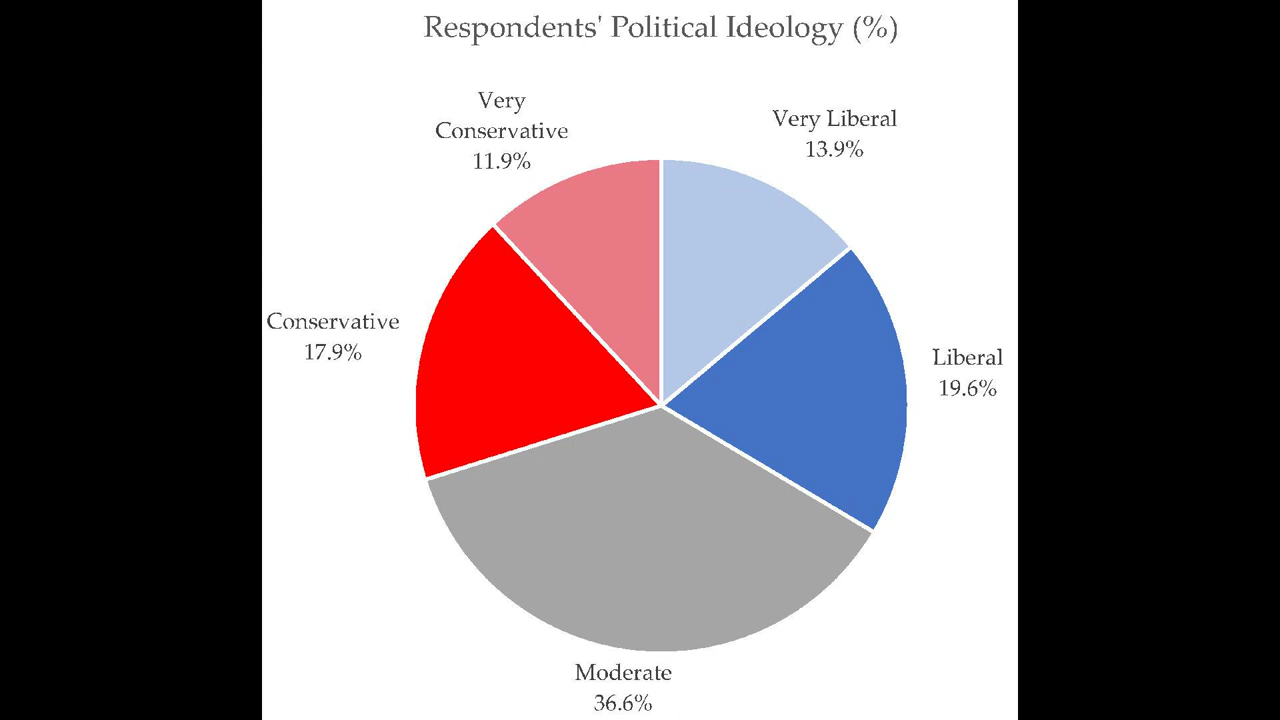 Respondents' Political Ideology (%)
Very
Conservative
11.9%
Very Liberal
13.9%
Conservative
17.9%
Liberal
19.6%
Moderate
36.6%